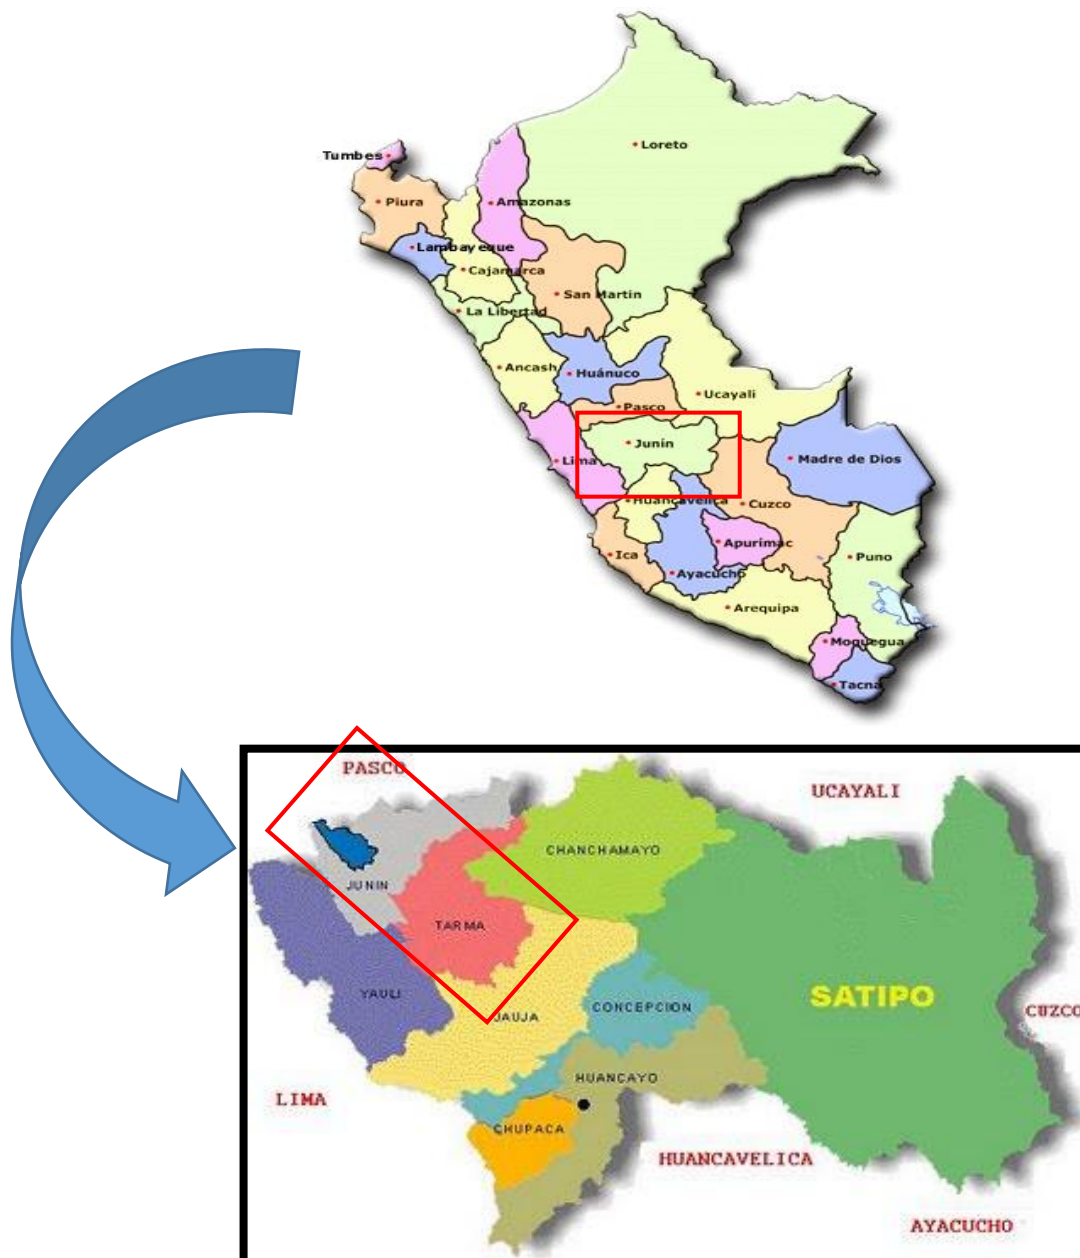 Loreto
Tumbes
Piura
Amazonas
Lambayeque
Cajamarca
San Martin
La Libertad
Ancash
Huánuco
Ucayali
Pasco
Junín
Lima
Madre de Dios
Huancavelica
Cuzco
Apurímac
Ica
Puno
Ayacucho
Arequipa
Moquegua
Tacna
PASCO
UCAYALI
CHANCHAMAYO
JUNIN
TARMA
YAULI
SATIPO
CONCEPCION
CUZCO
JAUJA
HUANCAYO
LIMA
CHUPACA
HUANCAVELICA
AYACUCHO